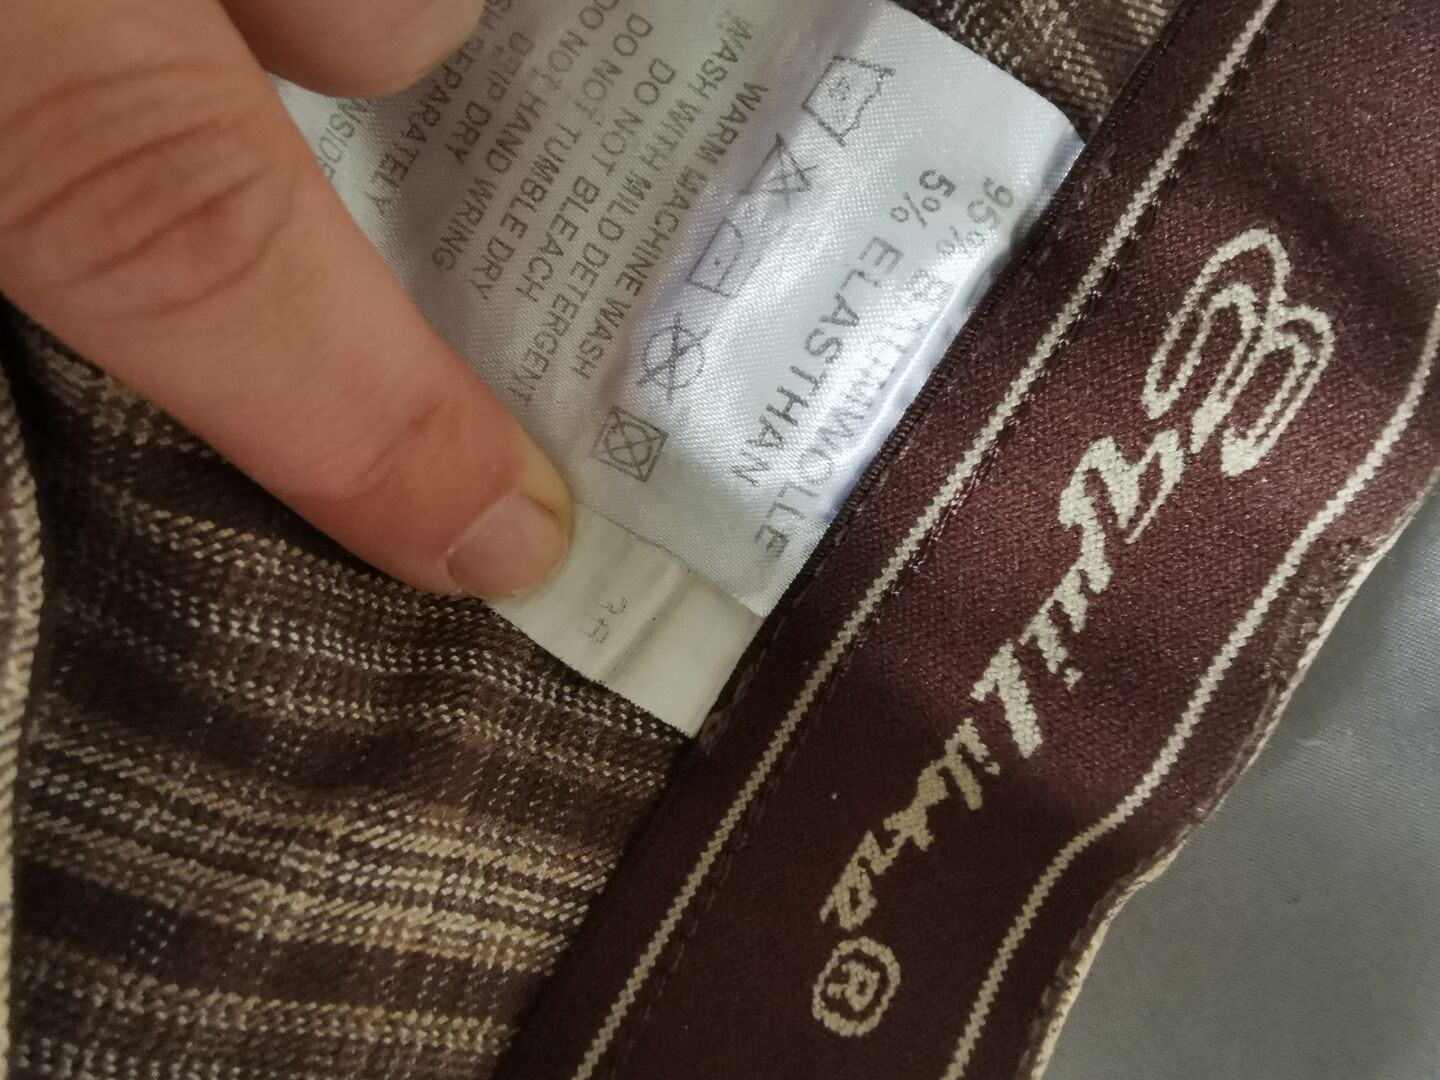 95% BAUMWOLLE
5% ELASTHAN
WARM MACHINE WASH
WASH WITH MILD DETERGENT
DO NOT BLEACH
DO NOT TUMBLE DRY
DO NOT HAND WRING
DRIP DRY
SEPARATELY
Equilibre®